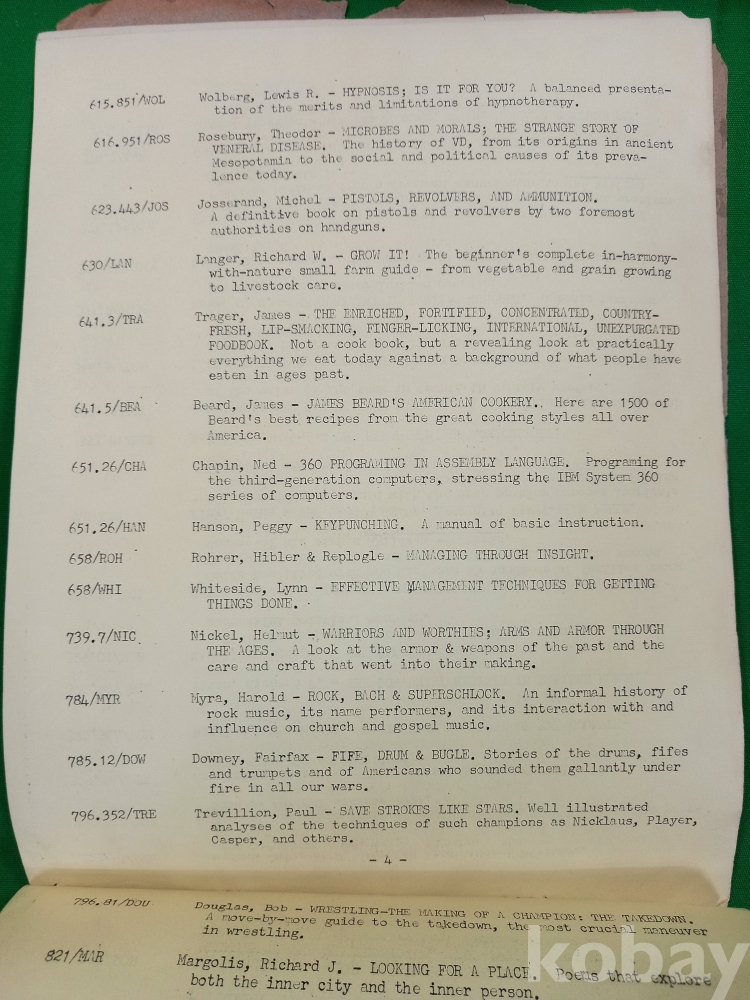 615.851/WOL Wolberg, Lewis R. - HYPNOSIS; IS IT FOR YOU? A balanced presenta-
tion of the merits and limitations of hypnotherapy.
616.951/ROS Rosebury, Theodor - MICROBES AND MORALS; THE STRANGE STORY OF
VENERAL DISEASE. The history of VD, from its origins in ancient
Mesopotamia to the social and political causes of its preva-
lence today.
623.443/JOS Josserand, Michel - PISTOLS, REVOLVERS, AND AMMUNITION.
A definitive book on pistols and revolvers by two foremost
authorities on handguns.
630/LAN Langer, Richard W. - GROW IT! The beginner's complete in-harmony-
with-nature small farm guide - from vegetable and grain growing
to livestock care.
641.3/TRA Trager, James - THE ENRICHED, FORTIFIED, CONCENTRATED, COUNTRY-
FRESH, LIP-SMACKING, FINGER-LICKING, INTERNATIONAL, UNEXPURGATED
FOODBOOK. Not a cook book, but a revealing look at practically
everything we eat today against a background of what people have
eaten in ages past.
641.5/BEA Beard, James - JAMES BEARD'S AMERICAN COOKERY. Here are 1500 of
Beard's best recipes from the great cooking styles all over
America.
651.26/CHA Chapin, Ned - 360 PROGRAMING IN ASSEMBLY LANGUAGE. Programing for
the third-generation computers, stressing the IBM System 360
series of computers.
651.26/HAN Hanson, Peggy - KEYPUNCHING. A manual of basic instruction.
658/ROH Rohrer, Hibler & Replogle - MANAGING THROUGH INSIGHT.
658/WHI Whiteside, Lynn - EFFECTIVE MANAGEMENT TECHNIQUES FOR GETTING
THINGS DONE.
739.7/NIC Nickel, Helmut - WARRIORS AND WORTHIES; ARMS AND ARMOR THROUGH
THE AGES. A look at the armor & weapons of the past and the
care and craft that went into their making.
784/MYR Myra, Harold - ROCK, BACH & SUPERSCHLOCK. An informal history of
rock music, its name performers, and its interaction with and
influence on church and gospel music.
785.12/DOW Downey, Fairfax - FIFE, DRUM & BUGLE. Stories of the drums, fifes
and trumpets and of Americans who sounded them gallantly under
fire in all our wars.
796.352/TRE Trevillion, Paul - SAVE STROKES LIKE STARS. Well illustrated
analyses of the techniques of such champions as Nicklaus, Player,
Casper, and others.
- 4 -
796.81/DOU Douglas, Bob - WRESTLING-THE MAKING OF A CHAMPION: THE TAKEDOWN.
A move-by-move guide to the takedown, the most crucial maneuver
in wrestling.
821/MAR Margolis, Richard J. - LOOKING FOR A PLACE. Poems that explore
both the inner city and the inner person.
kobay